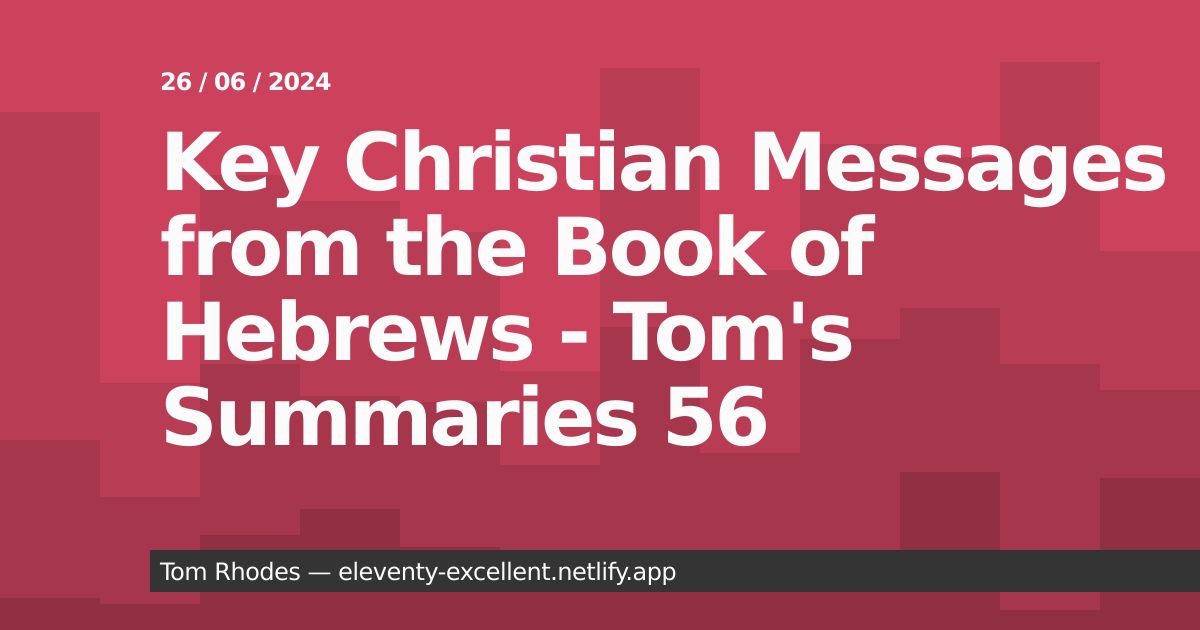 26 / 06 / 2024
Key Christian Messages
from the Book of
Hebrews - Tom's
Summaries 56
Tom Rhodes — eleventy-excellent.netlify.app